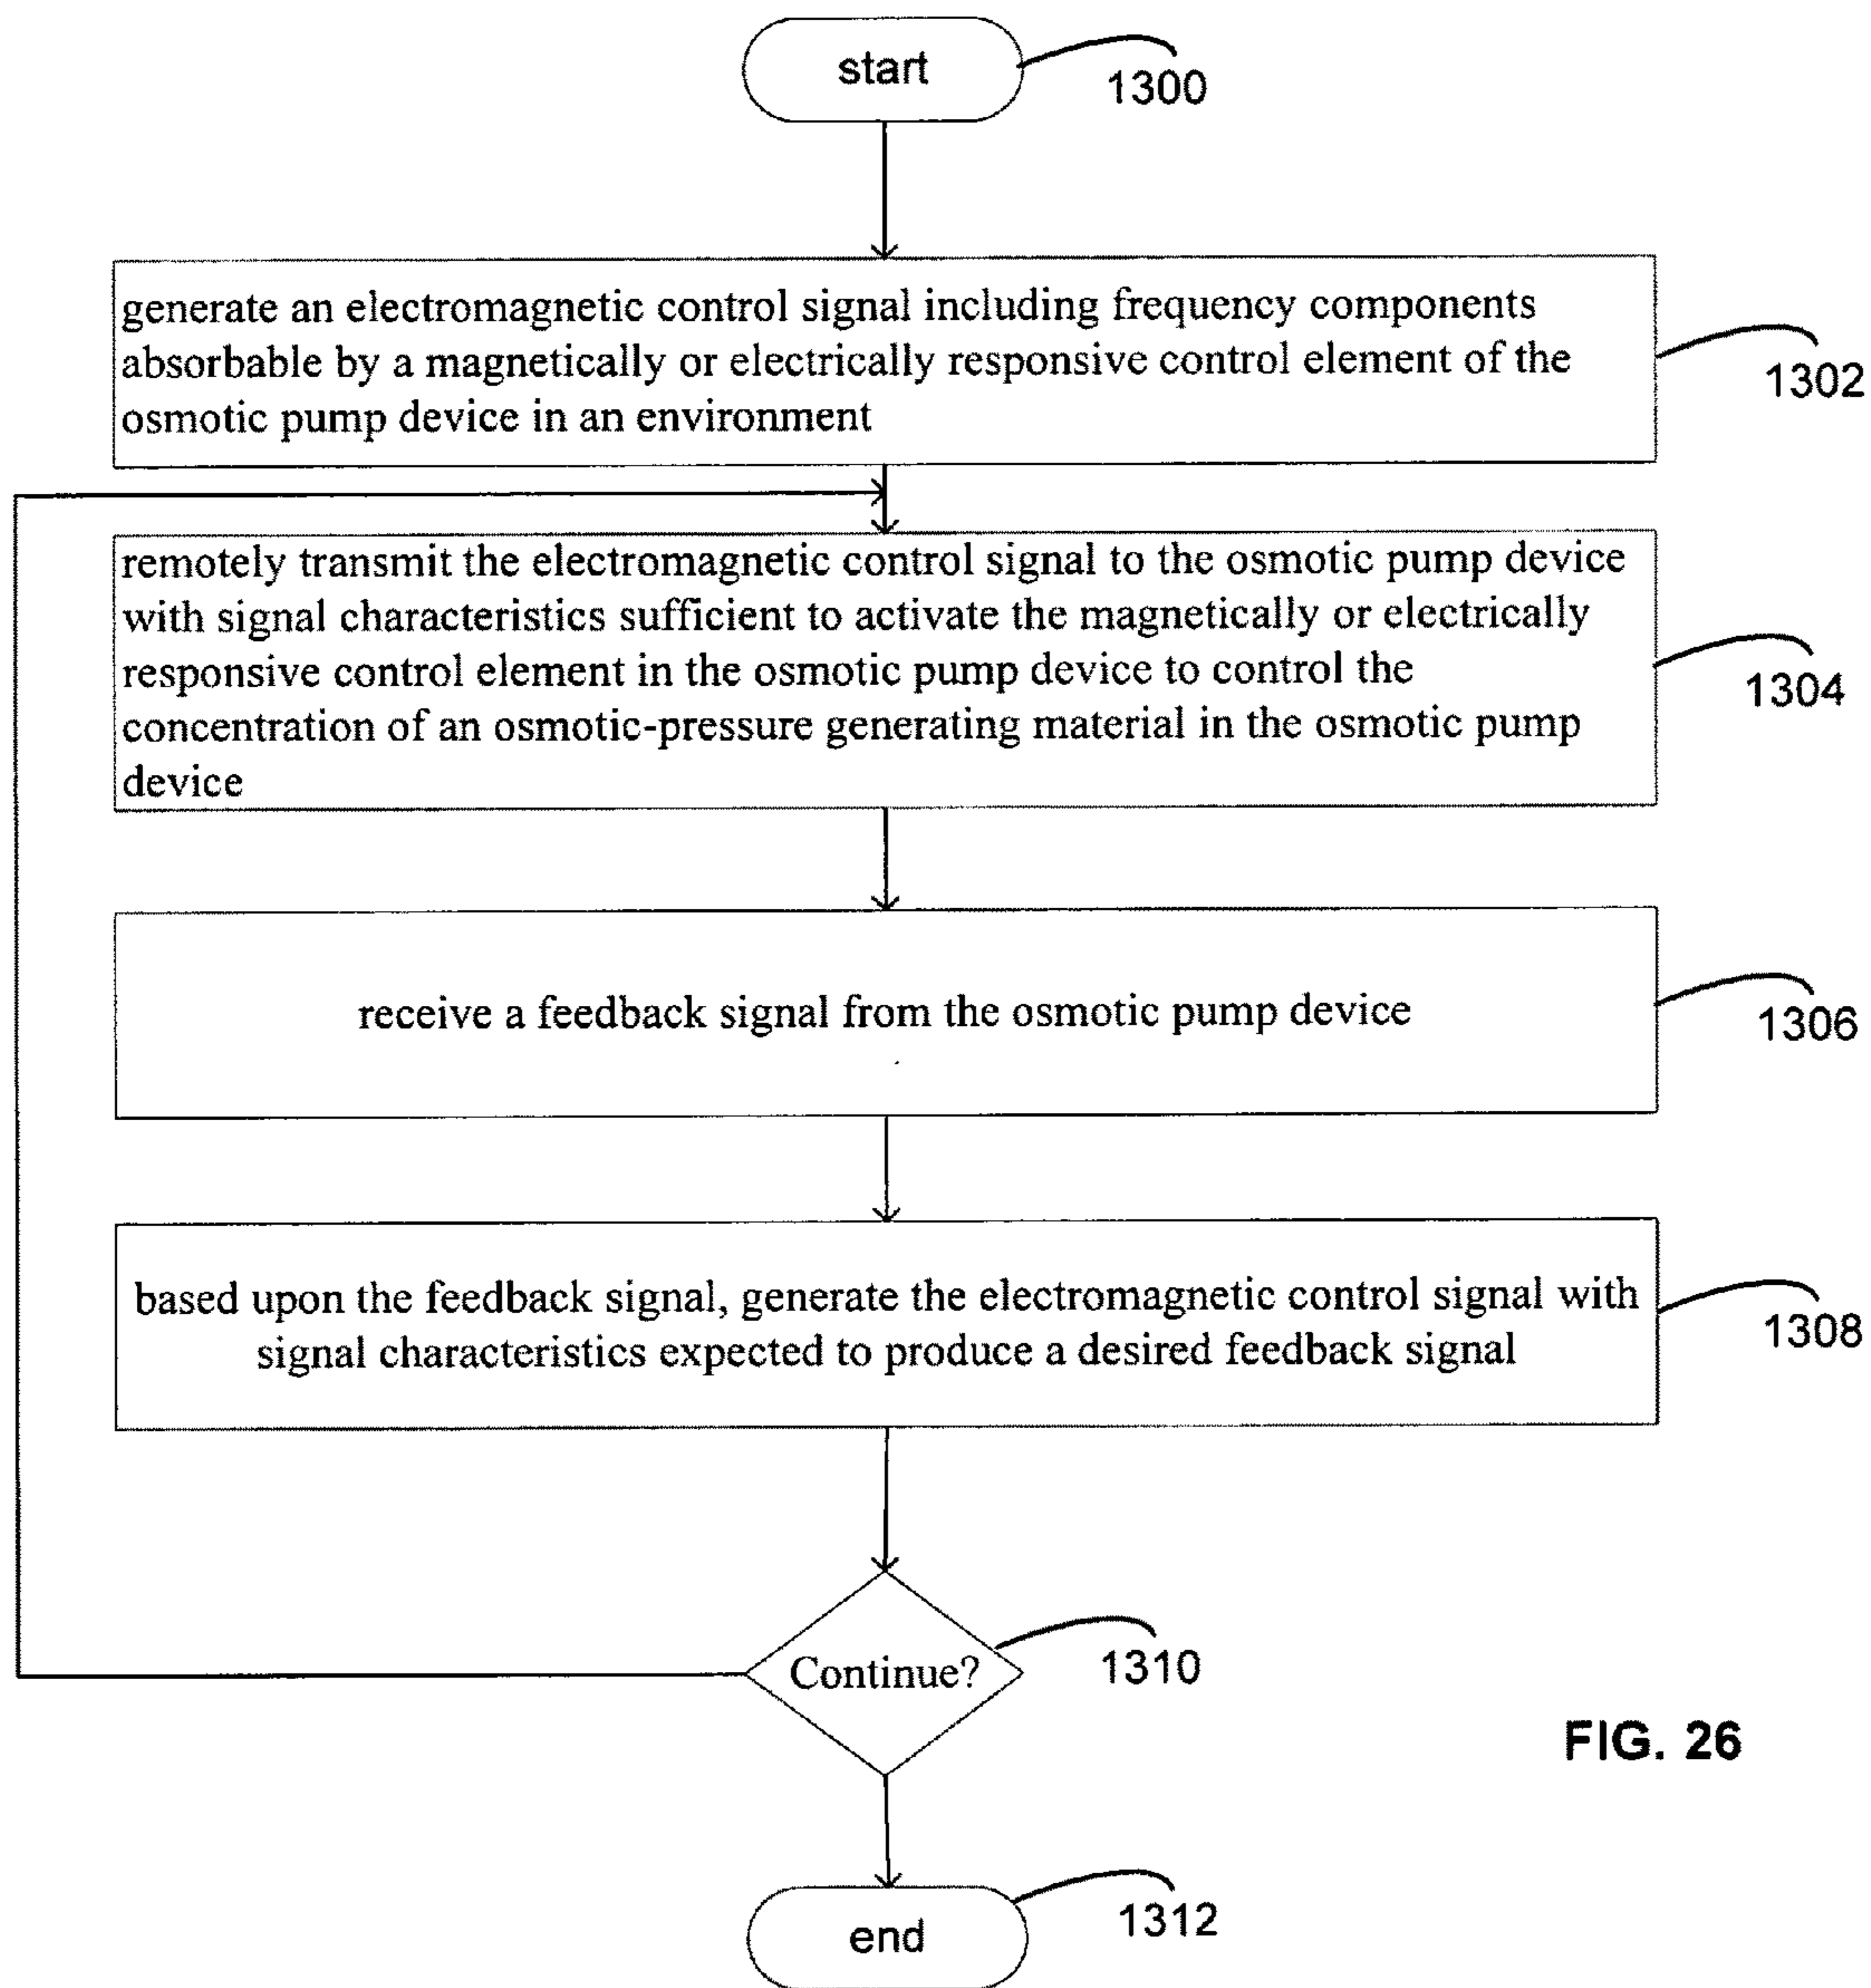 start
1300
generate an electromagnetic control signal including frequency components
absorbable by a magnetically or electrically responsive control element of the
osmotic pump device in an environment
1302
remotely transmit the electromagnetic control signal to the osmotic pump device
with signal characteristics sufficient to activate the magnetically or electrically
responsive control element in the osmotic pump device to control the
concentration of an osmotic-pressure generating material in the osmotic pump
device
1304
receive a feedback signal from the osmotic pump device
1306
based upon the feedback signal, generate the electromagnetic control signal with
signal characteristics expected to produce a desired feedback signal
1308
Continue?
1310
FIG. 26
end
1312